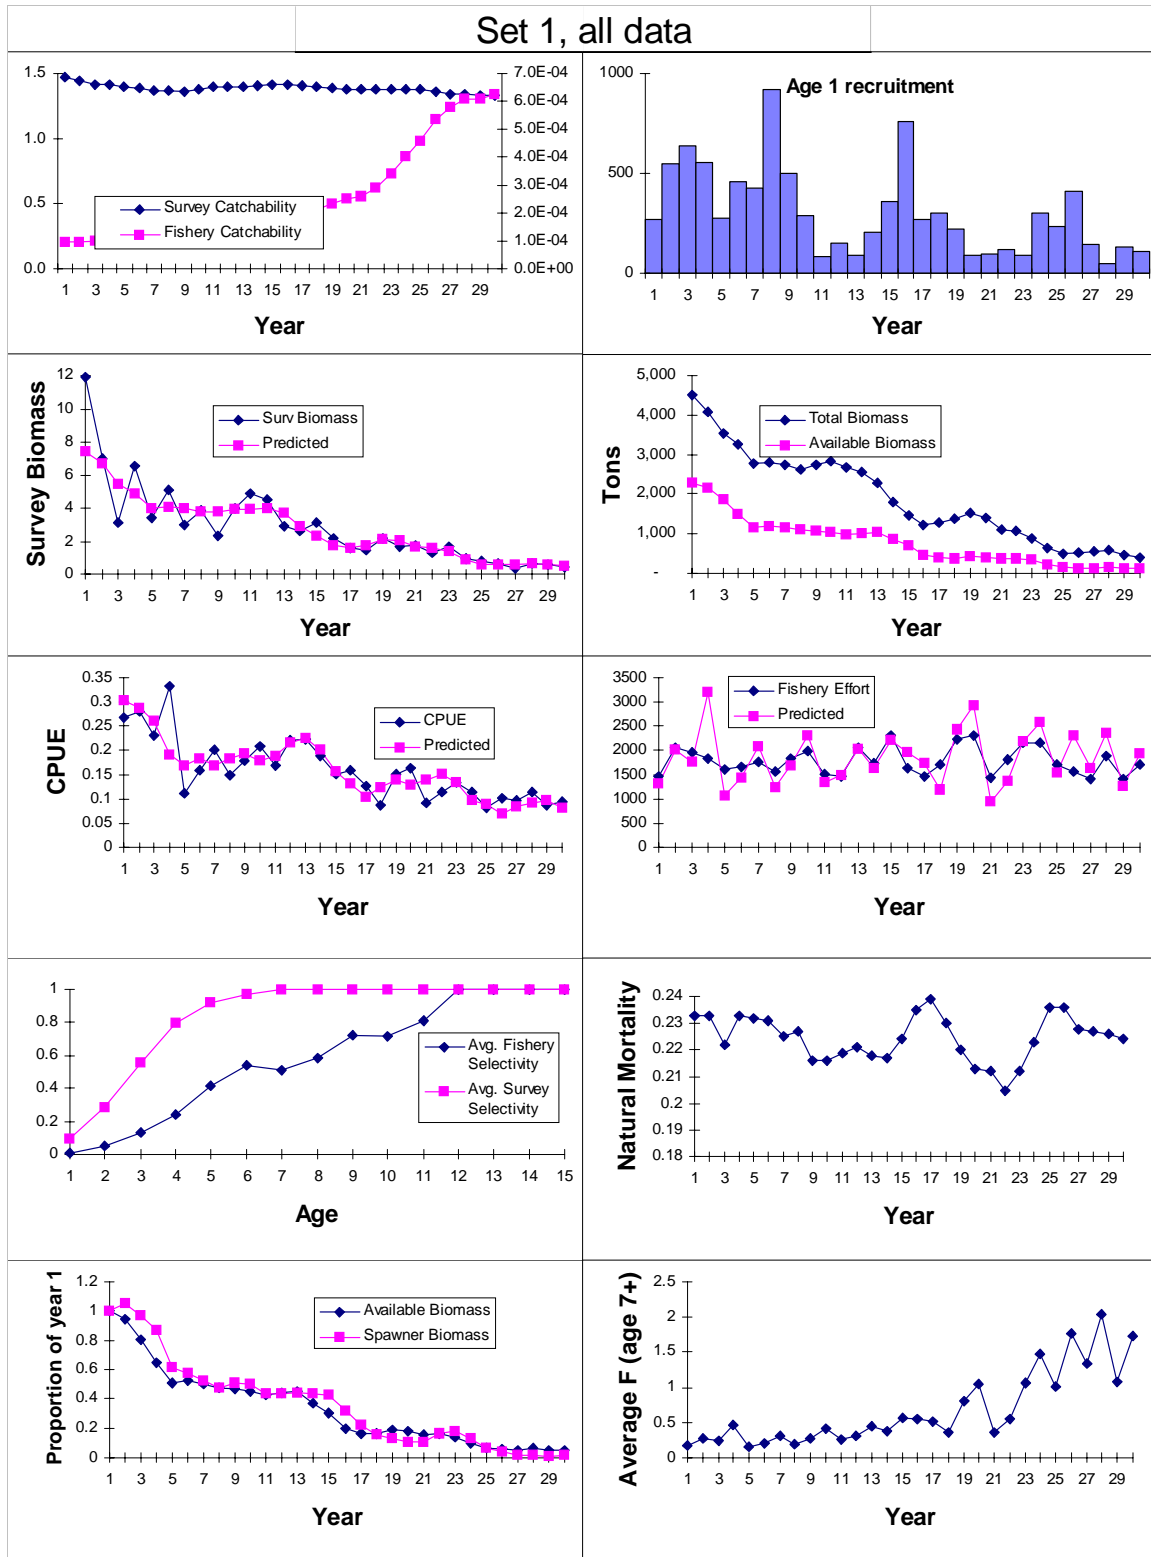 Set 1, all data
1.5
1.0
0.5
0.0
7.0E-04
6.0E-04
5.0E-04
4.0E-04
3.0E-04
2.0E-04
1.0E-04
0.0E+00
Survey Catchability
Fishery Catchability
1 3 5 7 9 11 13 15 17 19 21 23 25 27 29
Year
Age 1 recruitment
1000
500
0
1 3 5 7 9 11 13 15 17 19 21 23 25 27 29
Year
Survey Biomass
12
10
8
6
4
2
0
Surv Biomass
Predicted
1 3 5 7 9 11 13 15 17 19 21 23 25 27 29
Year
Tons
5,000
4,000
3,000
2,000
1,000
-
Total Biomass
Available Biomass
1 3 5 7 9 11 13 15 17 19 21 23 25 27 29
Year
CPUE
0.35
0.3
0.25
0.2
0.15
0.1
0.05
0
CPUE
Predicted
1 3 5 7 9 11 13 15 17 19 21 23 25 27 29
Year
3500
3000
2500
2000
1500
1000
500
0
Fishery Effort
Predicted
1 3 5 7 9 11 13 15 17 19 21 23 25 27 29
Year
1
0.8
0.6
0.4
0.2
0
Avg. Fishery
Selectivity
Avg. Survey
Selectivity
1 2 3 4 5 6 7 8 9 10 11 12 13 14 15
Age
Natural Mortality
0.24
0.23
0.22
0.21
0.2
0.19
0.18
1 3 5 7 9 11 13 15 17 19 21 23 25 27 29
Year
Proportion of year 1
1.2
1
0.8
0.6
0.4
0.2
0
Available Biomass
Spawner Biomass
1 3 5 7 9 11 13 15 17 19 21 23 25 27 29
Year
Average F (age 7+)
2.5
2
1.5
1
0.5
0
1 3 5 7 9 11 13 15 17 19 21 23 25 27 29
Year